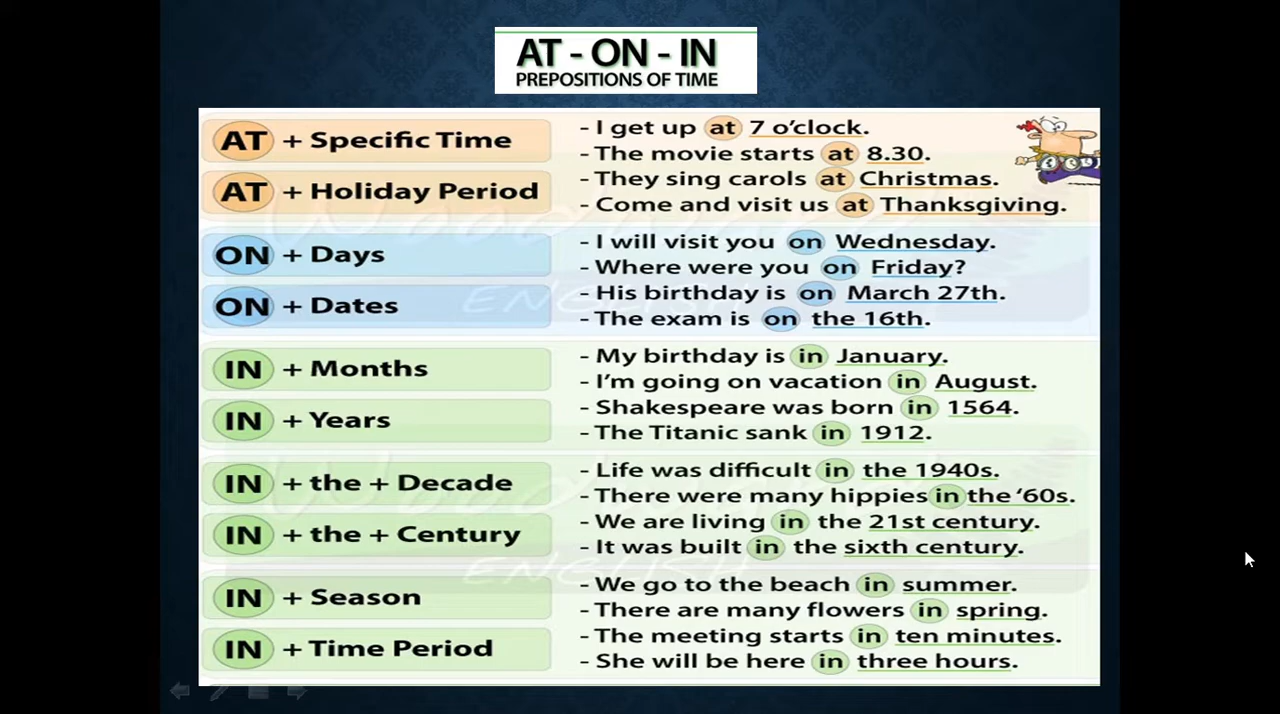 AT - ON - IN
PREPOSITIONS OF TIME
AT + Specific Time
- I get up at 7 o'clock.
- The movie starts at 8.30.
AT + Holiday Period
- They sing carols at Christmas.
- Come and visit us at Thanksgiving.
ON + Days
- I will visit you on Wednesday.
- Where were you on Friday?
ON + Dates
- His birthday is on March 27th.
- The exam is on the 16th.
IN + Months
- My birthday is in January.
- I'm going on vacation in August.
IN + Years
- Shakespeare was born in 1564.
- The Titanic sank in 1912.
IN + the + Decade
- Life was difficult in the 1940s.
- There were many hippies in the '60s.
IN + the + Century
- We are living in the 21st century.
- It was built in the sixth century.
IN + Season
- We go to the beach in summer.
- There are many flowers in spring.
IN + Time Period
- The meeting starts in ten minutes.
- She will be here in three hours.